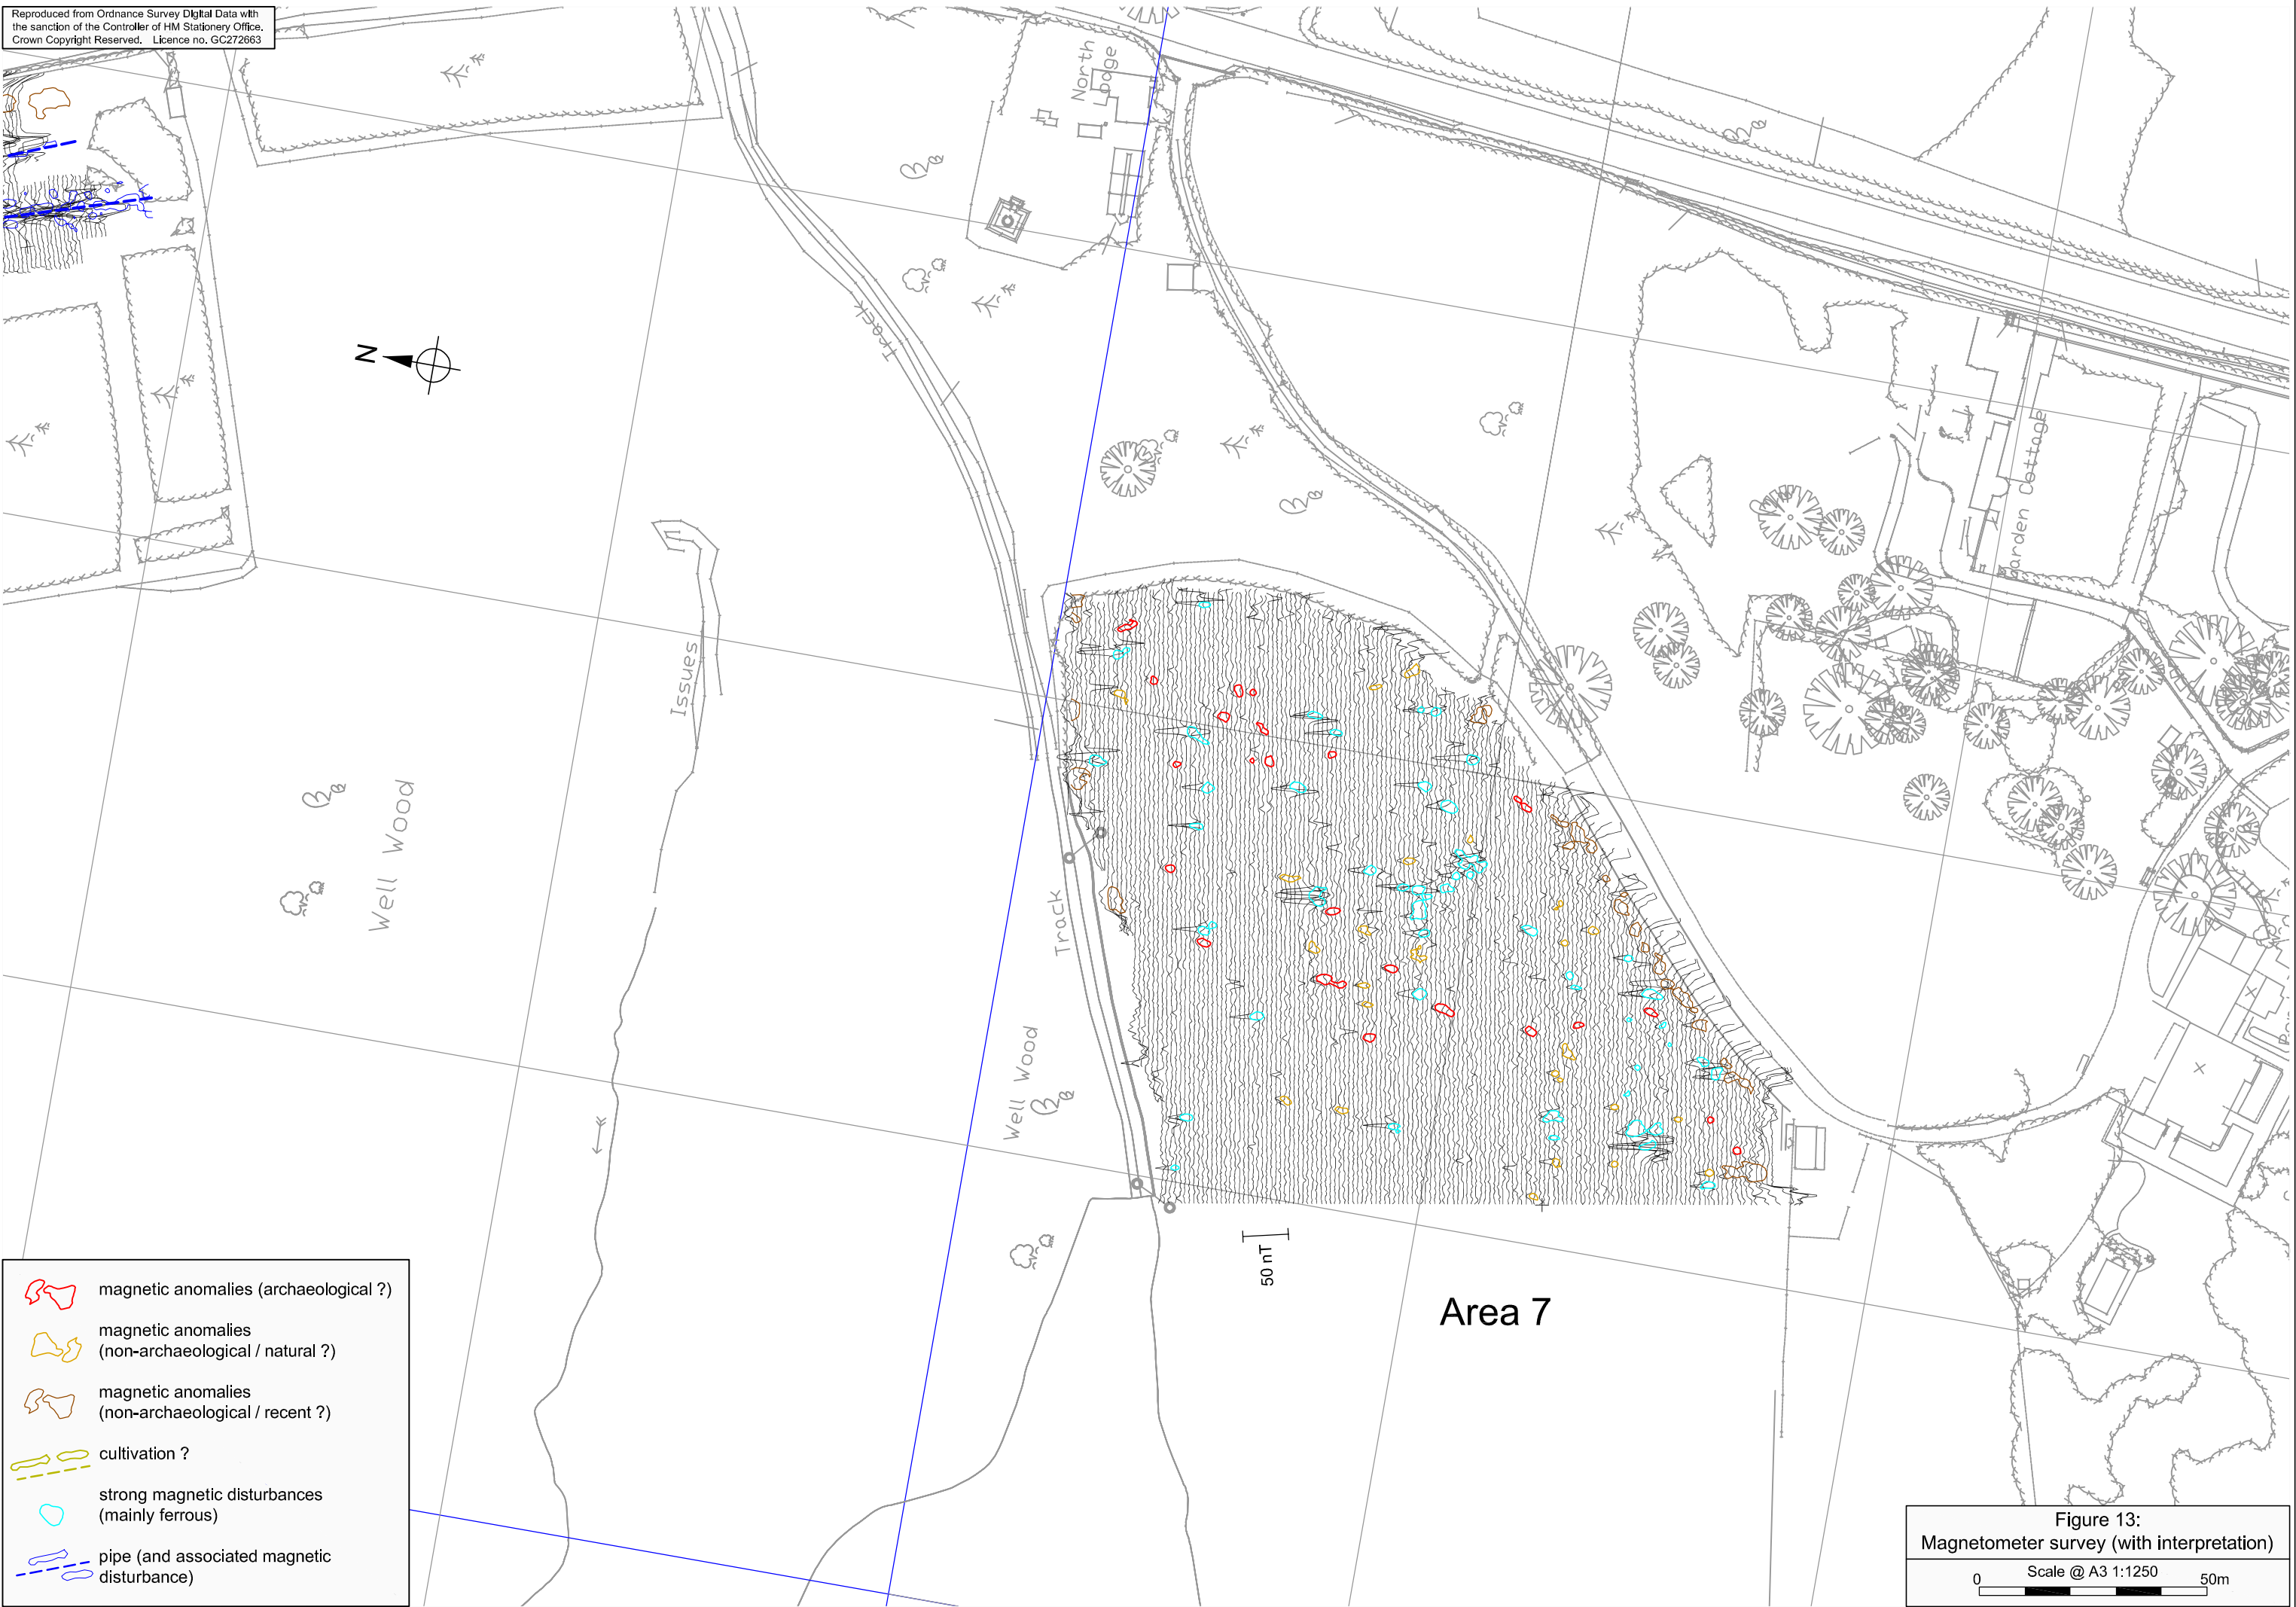 Reproduced from Ordnance Survey Digital Data with
the sanction of the Controller of HM Stationery Office.
Crown Copyright Reserved. Licence no. GC272663
North
Lodge
Track
N
Garden Cottage
Issues
Well Wood
Track
Well Wood
50 nT
Area 7
magnetic anomalies (archaeological ?)
magnetic anomalies
(non-archaeological / natural ?)
magnetic anomalies
(non-archaeological / recent ?)
cultivation ?
strong magnetic disturbances
(mainly ferrous)
pipe (and associated magnetic
disturbance)
Figure 13:
Magnetometer survey (with interpretation)
Scale @ A3 1:1250
0 50m